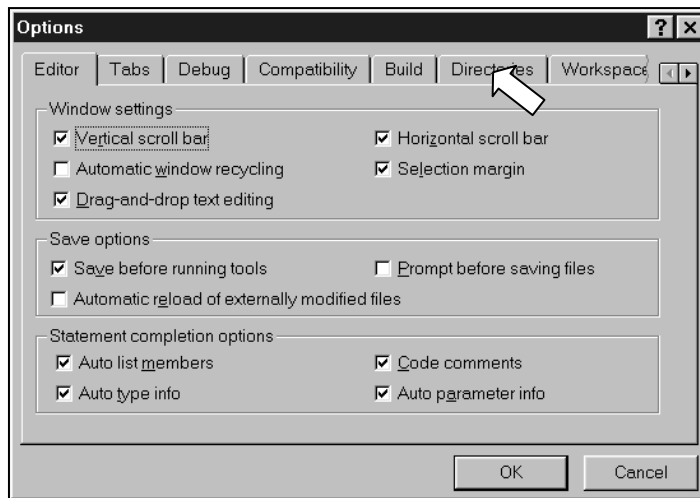 Options
Editor Tabs Debug Compatibility Build Directories Workspace
Window settings
Vertical scroll bar Horizontal scroll bar
Automatic window recycling Selection margin
Drag-and-drop text editing
Save options
Save before running tools Prompt before saving files
Automatic reload of externally modified files
Statement completion options
Auto list members Code comments
Auto type info Auto parameter info
OK Cancel